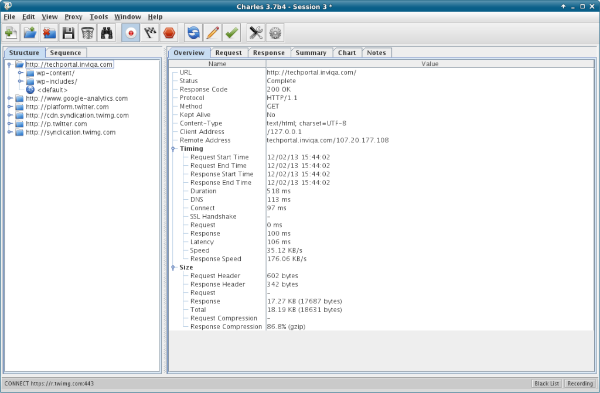 Charles 3.7b4 - Session 3 *
File Edit View Proxy Tools Window Help
Structure Sequence
http://techportal.inviqa.com
wp-content/
wp-includes/
<default>
http://www.google-analytics.com
http://platform.twitter.com
http://cdn.syndication.twimg.com
http://p.twitter.com
http://syndication.twimg.com
Overview Request Response Summary Chart Notes
Name Value
URL http://techportal.inviqa.com/
Status Complete
Response Code 200 OK
Protocol HTTP/1.1
Method GET
Kept Alive No
Content-Type text/html; charset=UTF-8
Client Address /127.0.0.1
Remote Address techportal.inviqa.com/107.20.177.108
Timing
Request Start Time 12/02/13 15:44:02
Request End Time 12/02/13 15:44:02
Response Start Time 12/02/13 15:44:02
Response End Time 12/02/13 15:44:02
Duration 518 ms
DNS 113 ms
Connect 97 ms
SSL Handshake -
Request 0 ms
Response 100 ms
Latency 106 ms
Speed 35.12 KB/s
Response Speed 176.06 KB/s
Size
Request Header 602 bytes
Response Header 342 bytes
Request -
Response 17.27 KB (17687 bytes)
Total 18.19 KB (18631 bytes)
Request Compression -
Response Compression 86.8% (gzip)
CONNECT https://r.twimg.com:443 Black List Recording